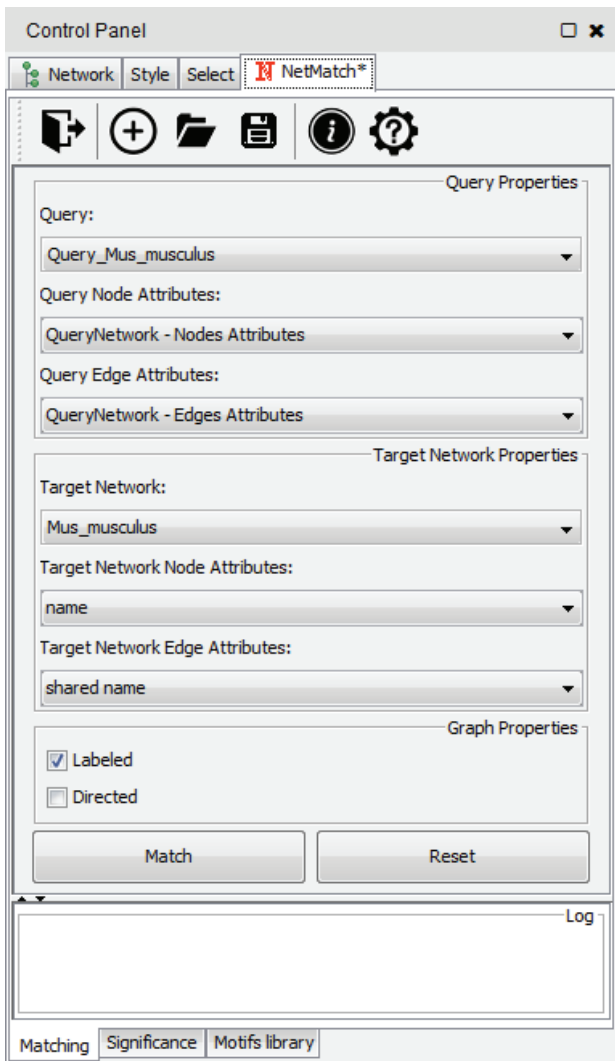 Control Panel
Network Style Select NetMatch*
Query Properties
Query:
Query_Mus_musculus
Query Node Attributes:
QueryNetwork - Nodes Attributes
Query Edge Attributes:
QueryNetwork - Edges Attributes
Target Network Properties
Target Network:
Mus_musculus
Target Network Node Attributes:
name
Target Network Edge Attributes:
shared name
Graph Properties
Labeled
Directed
Match Reset
Log
Matching Significance Motifs library